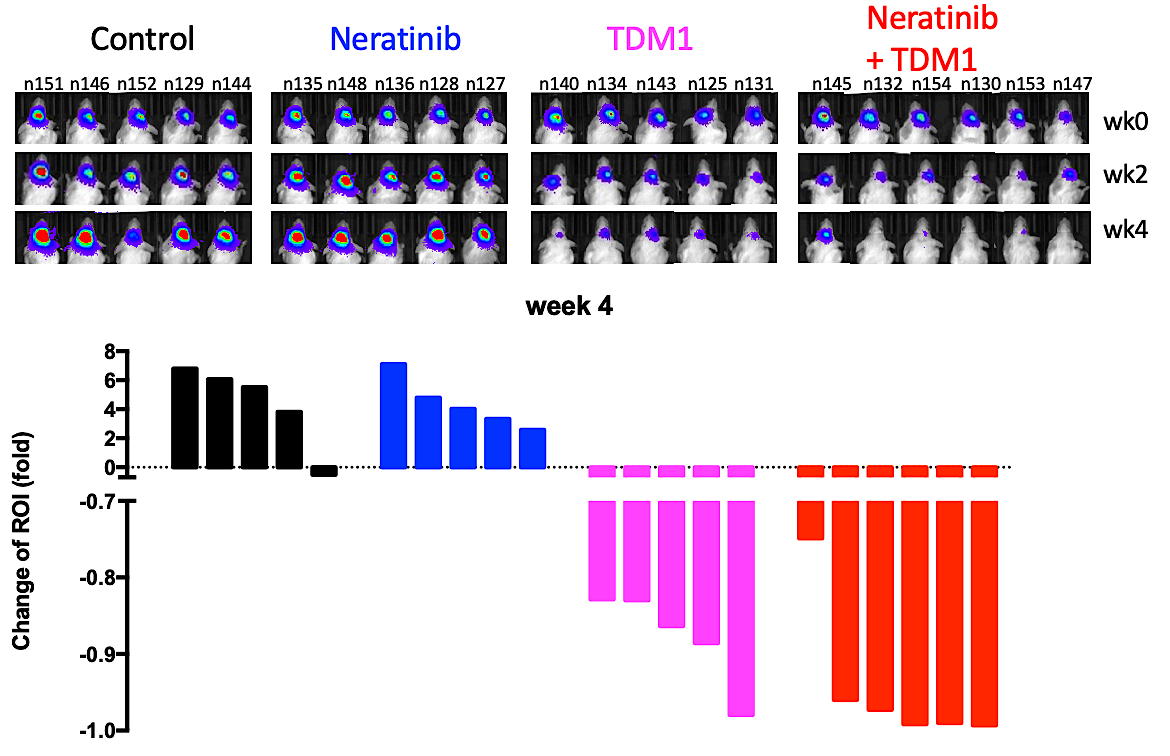 Control
Neratinib
TDM1
Neratinib
+ TDM1
n151 n146 n152 n129 n144
n135 n148 n136 n128 n127
n140 n134 n143 n125 n131
n145 n132 n154 n130 n153 n147
wk0
wk2
wk4
week 4
Change of ROI (fold)
8
6
4
2
0
-0.7
-0.8
-0.9
-1.0